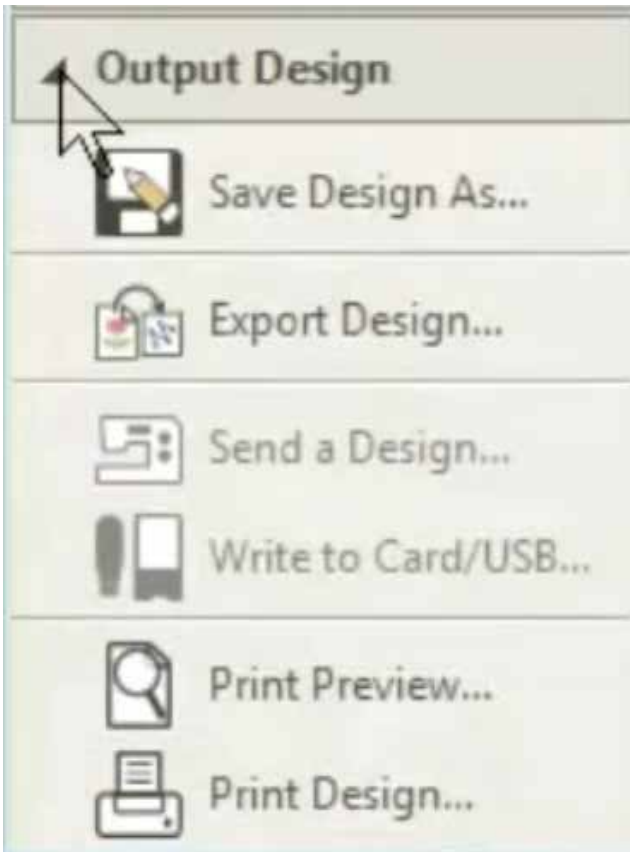 Output Design
Save Design As...
Export Design...
Send a Design...
Write to Card/USB...
Print Preview...
Print Design...